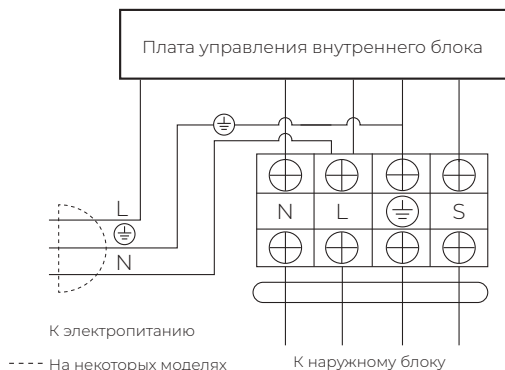 Плата управления внутреннего блока
L
N
N L S
К электропитанию
На некоторых моделях
К наружному блоку